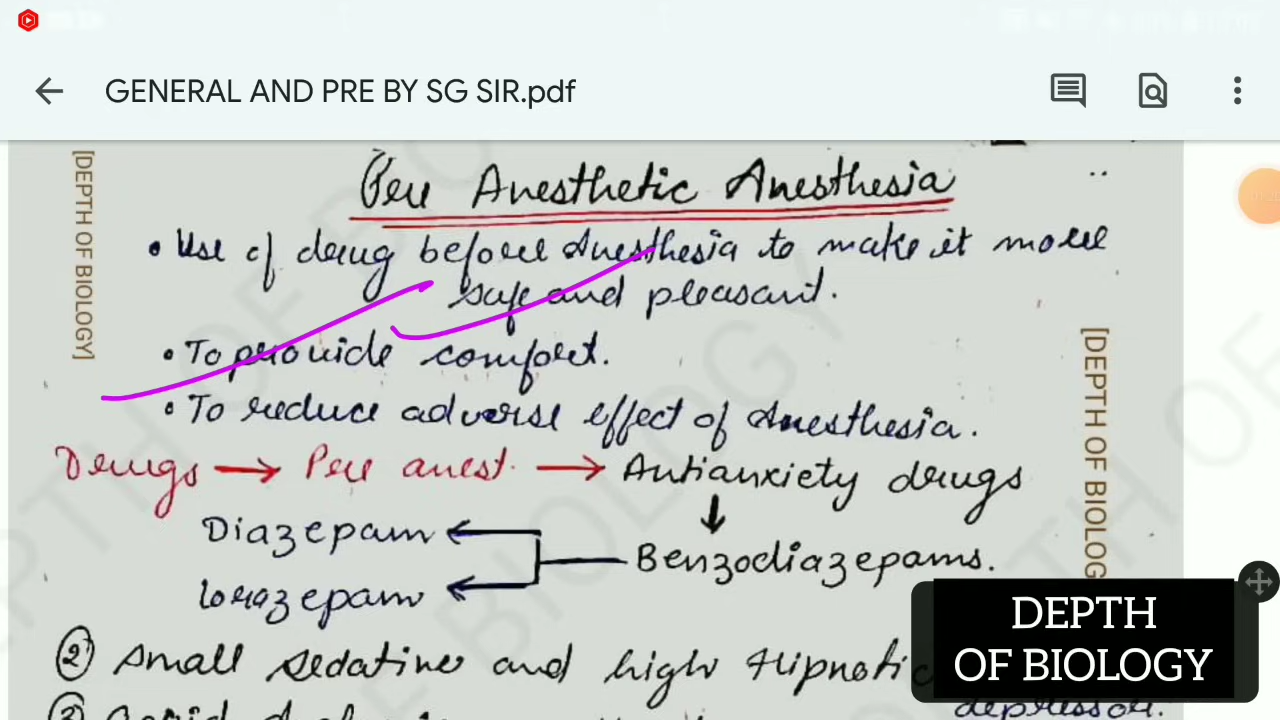 GENERAL AND PRE BY SG SIR.pdf
[DEPTH OF BIOLOGY]
Pre Anesthetic Anesthesia
• Use of drug before Anesthesia to make it more
safe and pleasant.
• To provide comfort.
• To reduce adverse effect of Anesthesia.
Drugs → Pre anest. → Antianxiety drugs
↓
Diazepam
Benzodiazepams.
Lorazepam
[DEPTH OF BIOLOG
② Small sedative and high Hipnotic
③
depressor.
DEPTH
OF BIOLOGY